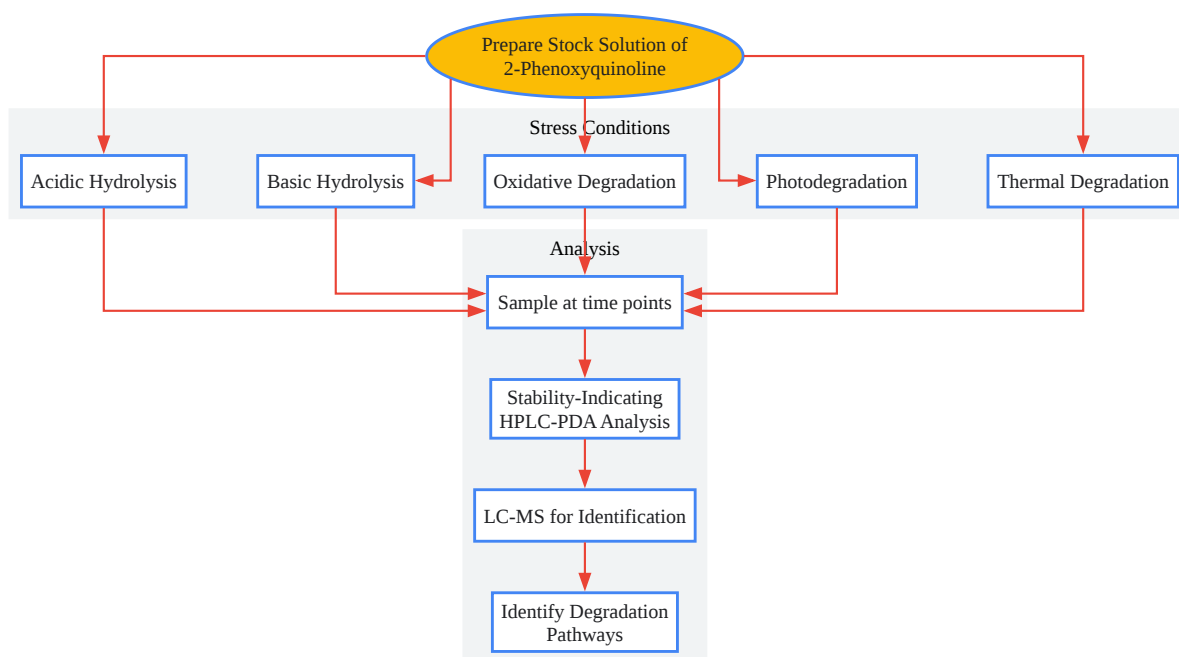 Prepare Stock Solution of
2-Phenoxyquinoline
Stress Conditions
Acidic Hydrolysis
Basic Hydrolysis
Oxidative Degradation
Photodegradation
Thermal Degradation
Analysis
Sample at time points
Stability-Indicating
HPLC-PDA Analysis
LC-MS for Identification
Identify Degradation
Pathways